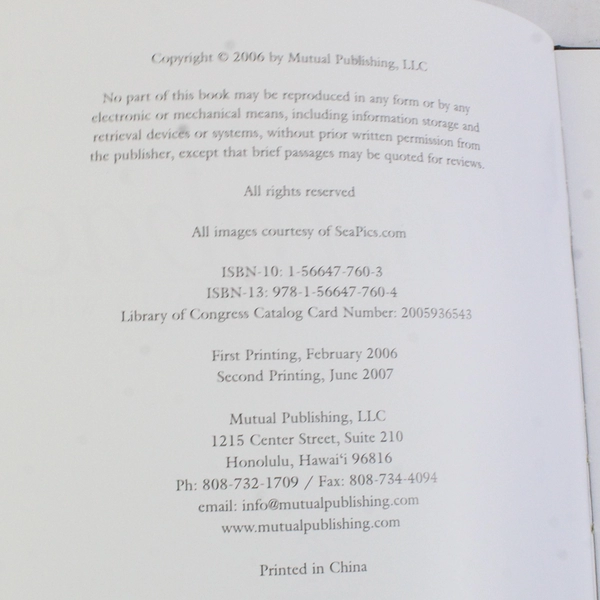 Copyright © 2006 by Mutual Publishing, LLC
No part of this book may be reproduced in any form or by any
electronic or mechanical means, including information storage and
retrieval devices or systems, without prior written permission from
the publisher, except that brief passages may be quoted for reviews.
All rights reserved
All images courtesy of SeaPics.com
ISBN-10: 1-56647-760-3
ISBN-13: 978-1-56647-760-4
Library of Congress Catalog Card Number: 2005936543
First Printing, February 2006
Second Printing, June 2007
Mutual Publishing, LLC
1215 Center Street, Suite 210
Honolulu, Hawai‘i 96816
Ph: 808-732-1709 / Fax: 808-734-4094
email: info@mutualpublishing.com
www.mutualpublishing.com
Printed in China